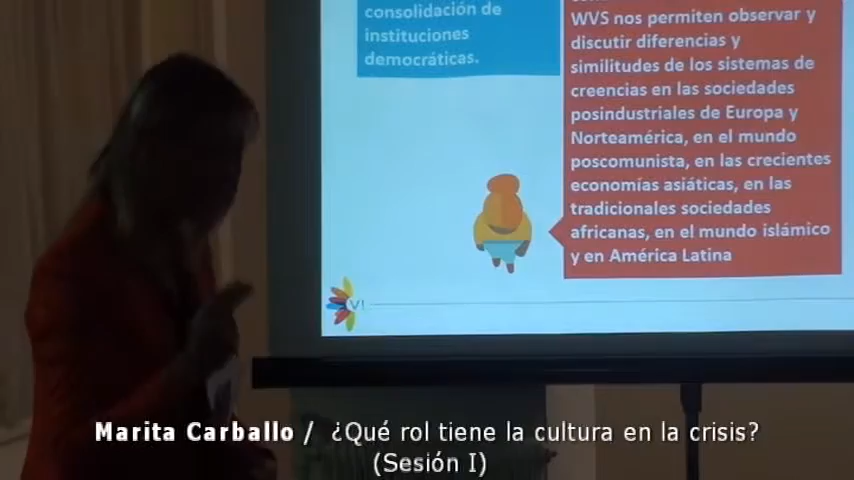 consolidación de
instituciones
democráticas.
WVS nos permiten observar y
discutir diferencias y
similitudes de los sistemas de
creencias en las sociedades
posindustriales de Europa y
Norteamérica, en el mundo
poscomunista, en las crecientes
economías asiáticas, en las
tradicionales sociedades
africanas, en el mundo islámico
y en América Latina
VI
Marita Carballo / ¿Qué rol tiene la cultura en la crisis?
(Sesión I)